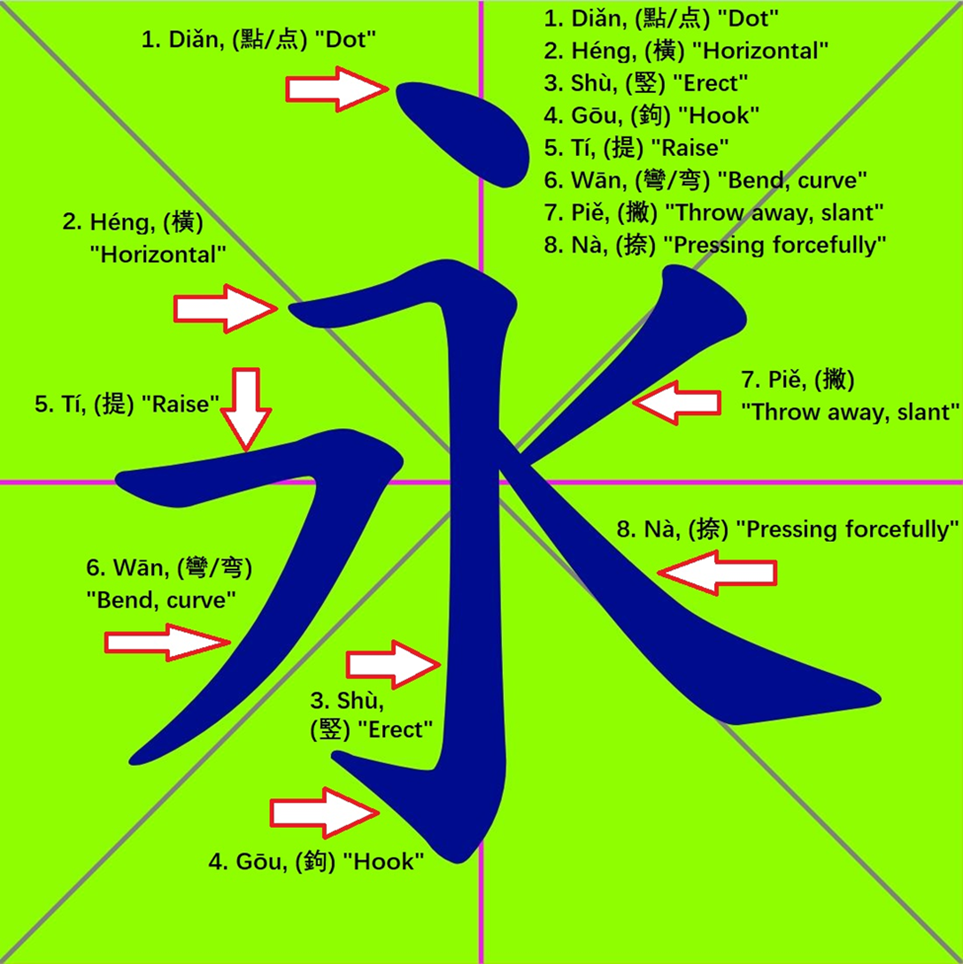 1. Diǎn, (點/点) "Dot"
1. Diǎn, (點/点) "Dot"
2. Héng, (橫) "Horizontal"
3. Shù, (竪) "Erect"
4. Gōu, (鉤) "Hook"
5. Tí, (提) "Raise"
6. Wān, (彎/弯) "Bend, curve"
7. Piě, (撇) "Throw away, slant"
8. Nà, (捺) "Pressing forcefully"
2. Héng, (橫)
"Horizontal"
5. Tí, (提) "Raise"
7. Piě, (撇)
"Throw away, slant"
8. Nà, (捺) "Pressing forcefully"
6. Wān, (彎/弯)
"Bend, curve"
3. Shù,
(竪) "Erect"
4. Gōu, (鉤) "Hook"
永